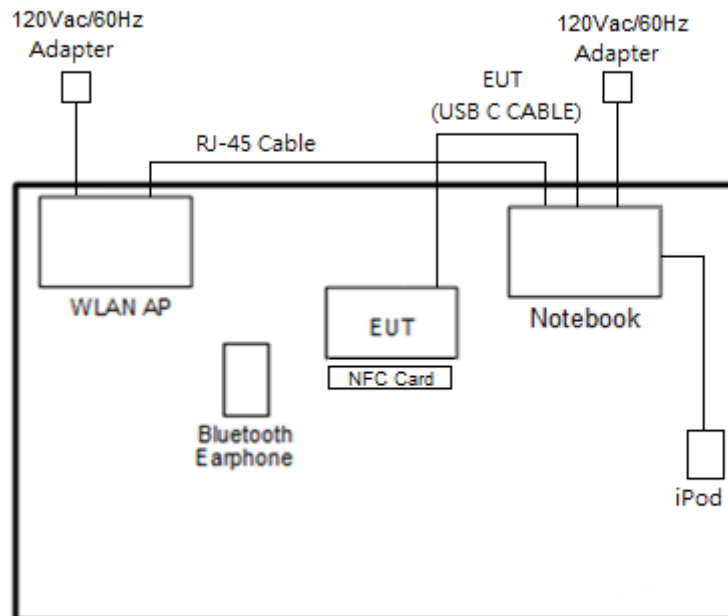 120Vac/60Hz
Adapter
120Vac/60Hz
Adapter
EUT
(USB C CABLE)
RJ-45 Cable
WLAN AP
EUT
Notebook
NFC Card
Bluetooth
Earphone
iPod